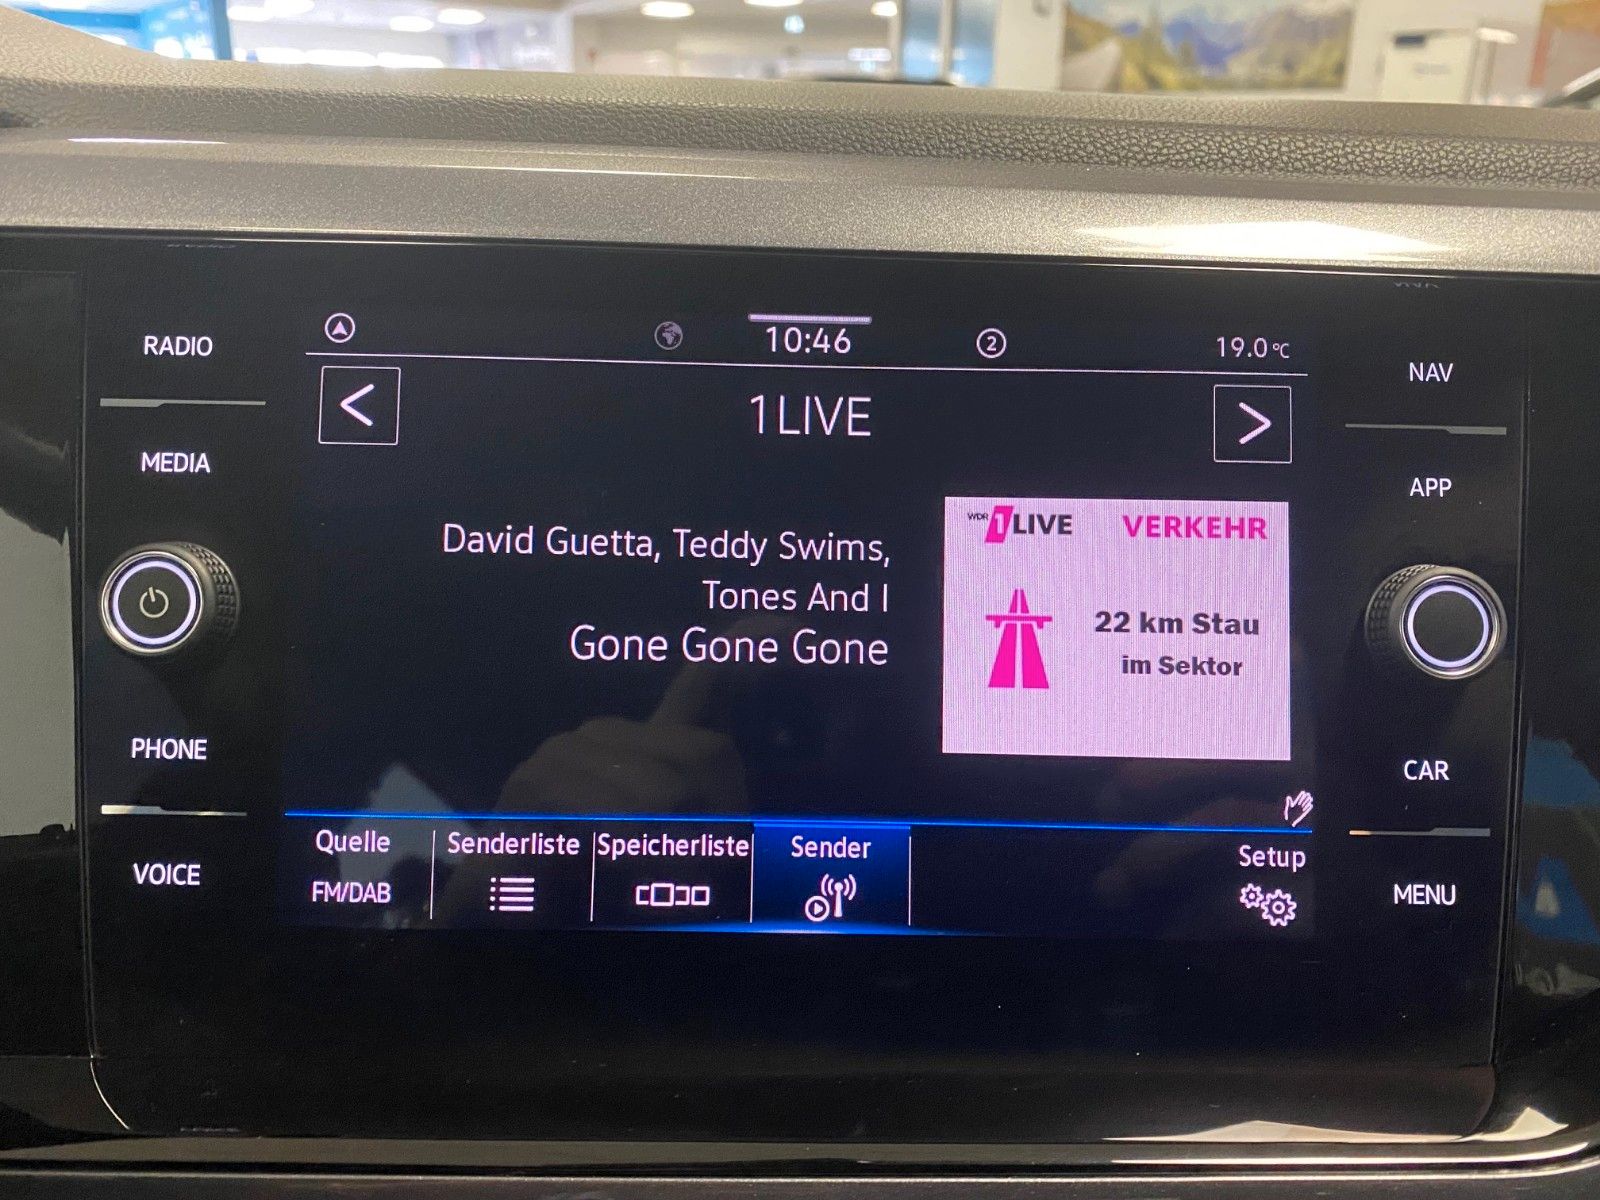 RADIO
MEDIA
PHONE
VOICE
10:46
2
19.0 °C
<
1LIVE
>
David Guetta, Teddy Swims,
Tones And I
Gone Gone Gone
WDR 1LIVE VERKEHR
22 km Stau
im Sektor
Quelle
FM/DAB
Senderliste
Speicherliste
Sender
Setup
NAV
APP
CAR
MENU